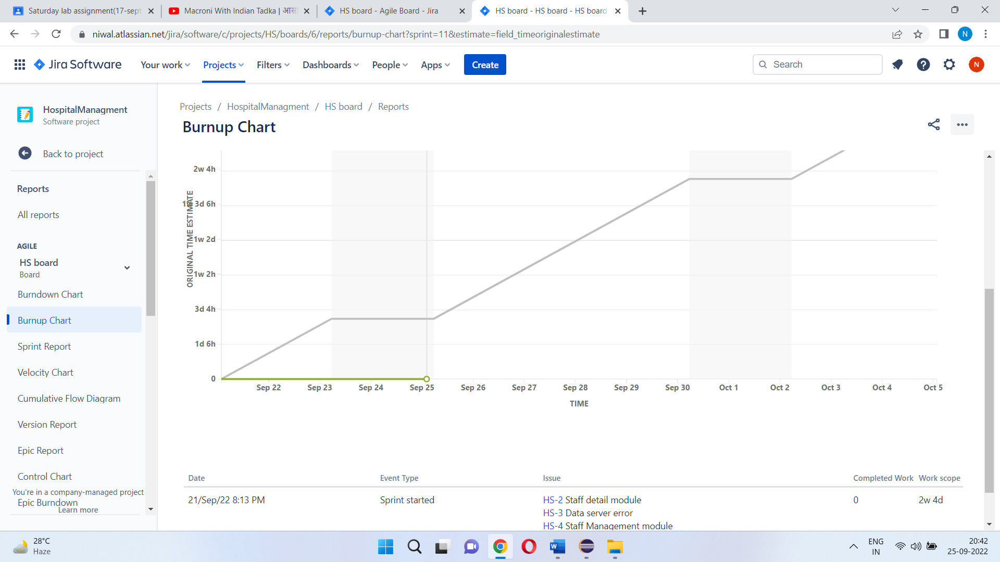 Saturday lab assignment(17-sept
Macroni With Indian Tadka | आसा
HS board - Agile Board - Jira
HS board - HS board - HS board
niwal.atlassian.net/jira/software/c/projects/HS/boards/6/reports/burnup-chart?sprint=11&estimate=field_timeoriginalestimate
N
Jira Software
Your work
Projects
Filters
Dashboards
People
Apps
Create
Search
N
HospitalManagment
Software project
Back to project
Reports
All reports
AGILE
HS board
Board
Burndown Chart
Burnup Chart
Sprint Report
Velocity Chart
Cumulative Flow Diagram
Version Report
Epic Report
Control Chart
You're in a company-managed project
Epic Burndown
Learn more
Projects / HospitalManagment / HS board / Reports
Burnup Chart
ORIGINAL TIME ESTIMATE
2w 4h
1w 3d 6h
1w 2d
1w 2h
3d 4h
1d 6h
0
Sep 22 Sep 23 Sep 24 Sep 25 Sep 26 Sep 27 Sep 28 Sep 29 Sep 30 Oct 1 Oct 2 Oct 3 Oct 4 Oct 5
TIME
Date Event Type Issue Completed Work Work scope
21/Sep/22 8:13 PM Sprint started HS-2 Staff detail module 0 2w 4d
HS-3 Data server error
HS-4 Staff Management module
28°C
Haze
ENG
IN
20:42
25-09-2022